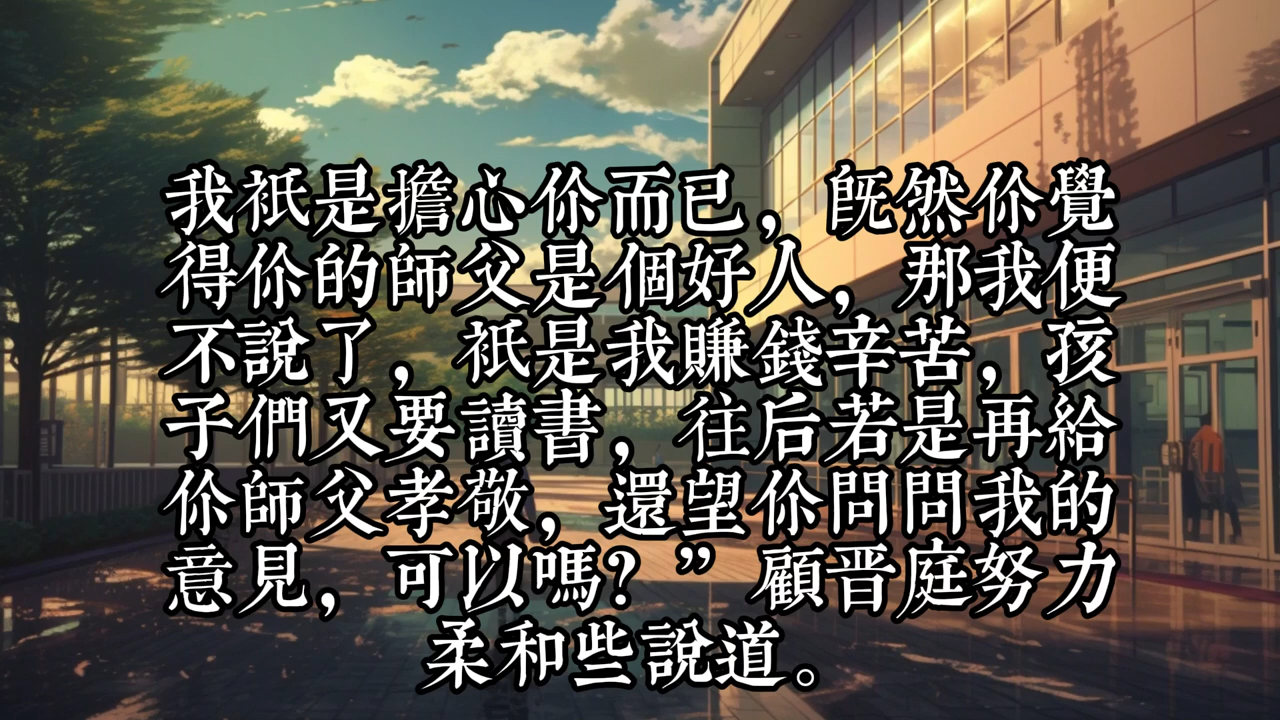 我祇是擔心你而已，既然你覺
得你的師父是個好人，那我便
不說了，祇是我賺錢辛苦，孩
子們又要讀書，往后若是再給
你師父孝敬，還望你問問我的
意見，可以嗎？”顧晋庭努力
柔和些說道。